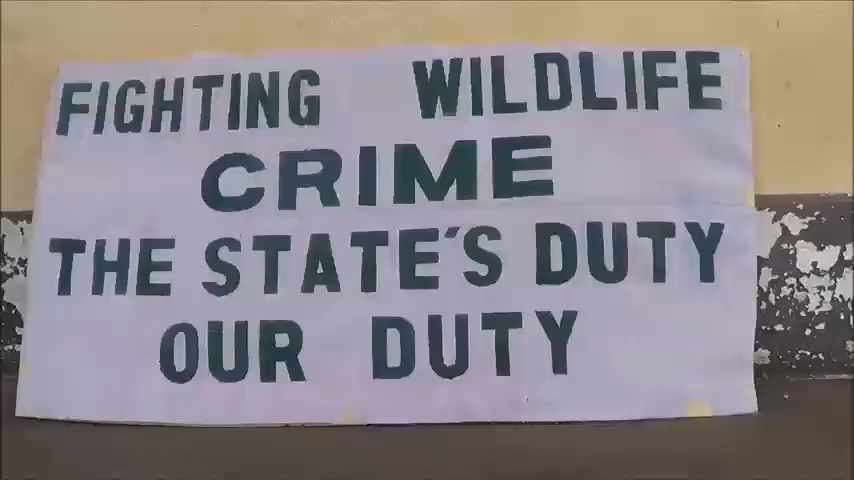 FIGHTING WILDLIFE
CRIME
THE STATE'S DUTY
OUR DUTY